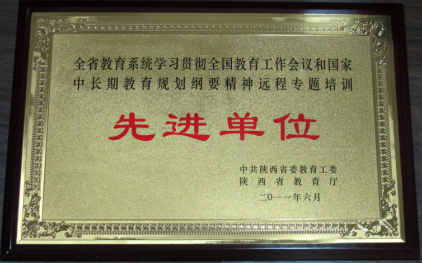 全省教育系统学习贯彻全国教育工作会议和国家
中长期教育规划纲要精神远程专题培训
先进单位
中共陕西省委教育工委
陕西省教育厅
二〇一一年六月